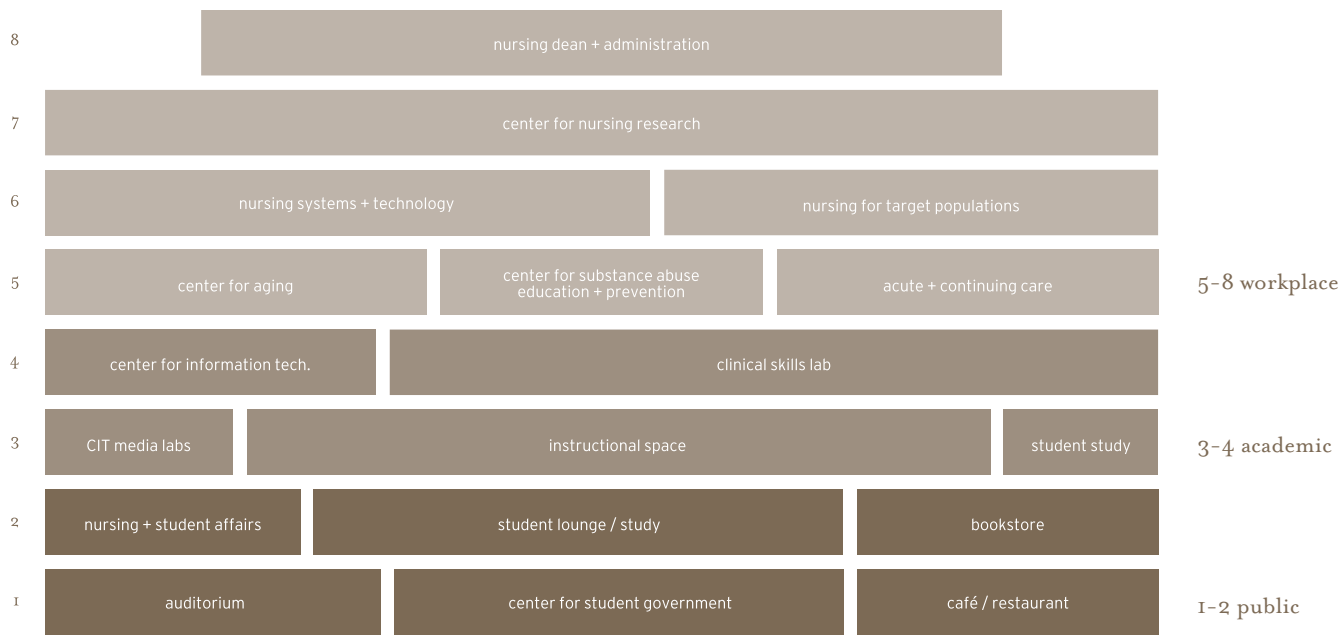 8
nursing dean + administration
7
center for nursing research
6
nursing systems + technology
nursing for target populations
5
center for aging
center for substance abuse
education + prevention
acute + continuing care
5-8 workplace
4
center for information tech.
clinical skills lab
3
CIT media labs
instructional space
student study
3-4 academic
2
nursing + student affairs
student lounge / study
bookstore
1
auditorium
center for student government
café / restaurant
1-2 public